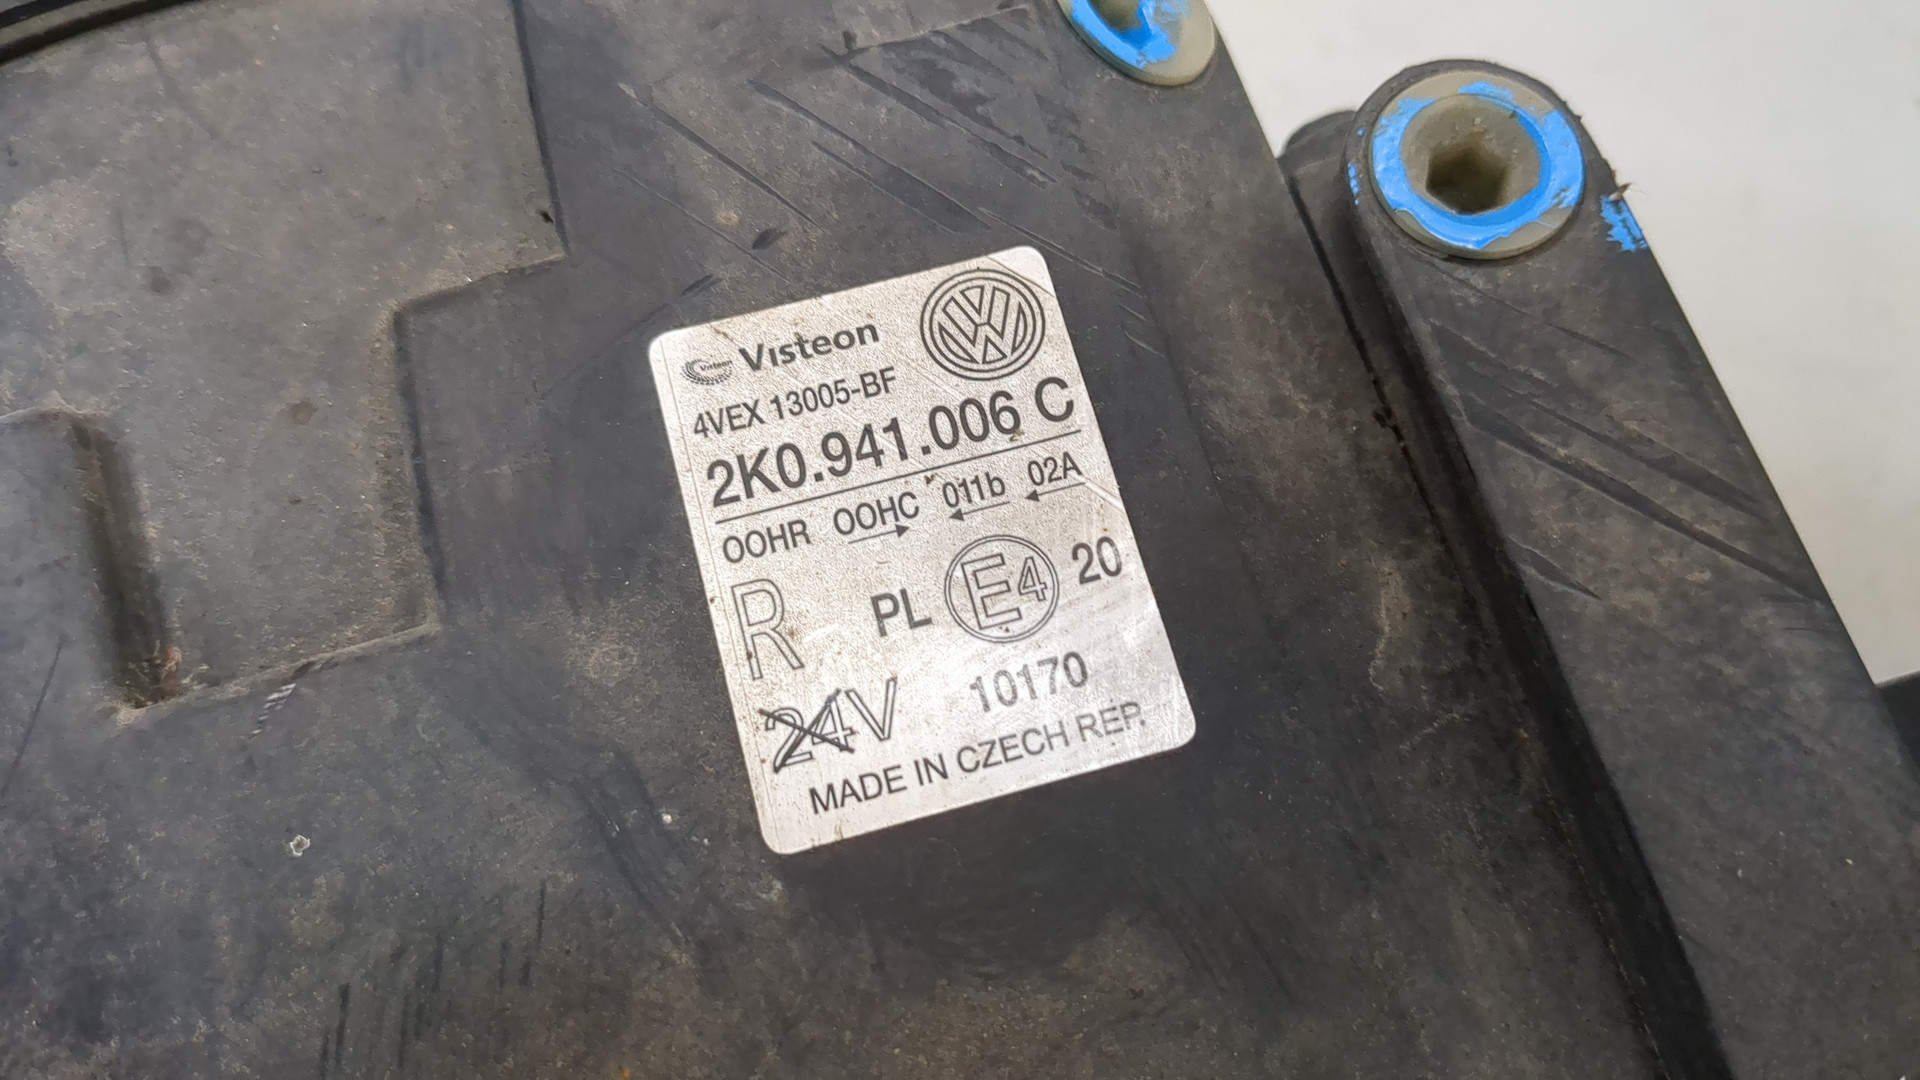 Visteon Visteon
4VEX 13005-BF
2K0.941.006 C
OOHR OOHC 011b 02A
R PL E4 20
24V 10170
MADE IN CZECH REP.